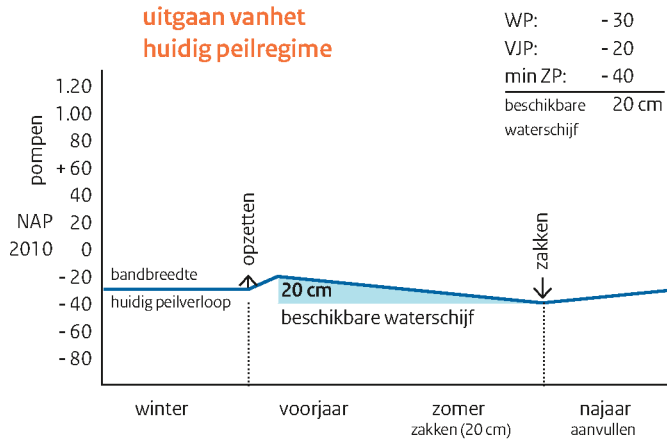 uitgaan vanhet
huidig peilregime
WP: - 30
VJP: - 20
min ZP: - 40
beschikbare 20 cm
waterschijf
pompen
NAP
2010
1.20
1.00
80
+ 60
40
20
0
- 20
- 40
- 60
- 80
bandbreedte
huidig peilverloop
opzetten
20 cm
beschikbare waterschijf
zakken
winter
voorjaar
zomer
zakken (20 cm)
najaar
aanvullen